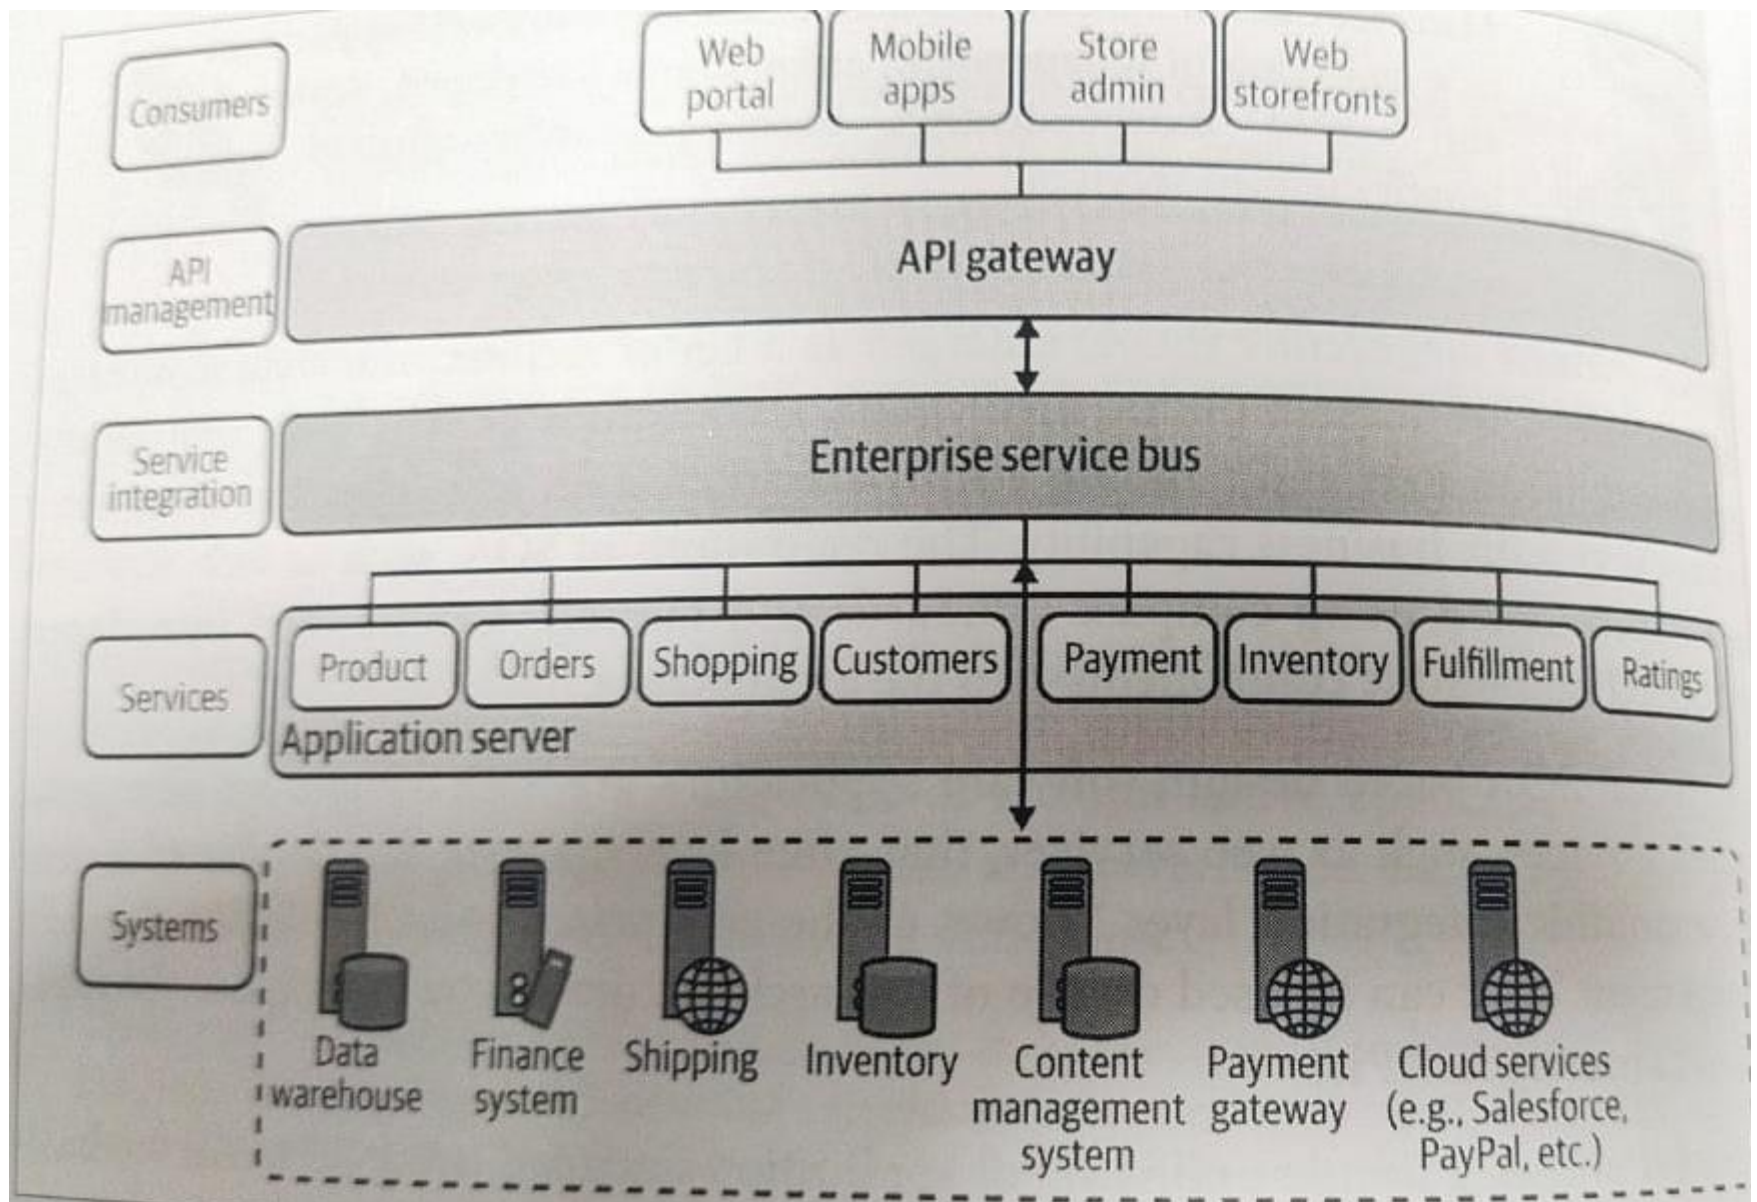 Consumers
Web
portal
Mobile
apps
Store
admin
Web
storefronts
API
management
API gateway
Service
integration
Enterprise service bus
Services
Product
Orders
Shopping
Customers
Payment
Inventory
Fulfillment
Ratings
Application server
Systems
Data
warehouse
Finance
system
Shipping
Inventory
Content
management
system
Payment
gateway
Cloud services
(e.g., Salesforce,
PayPal, etc.)